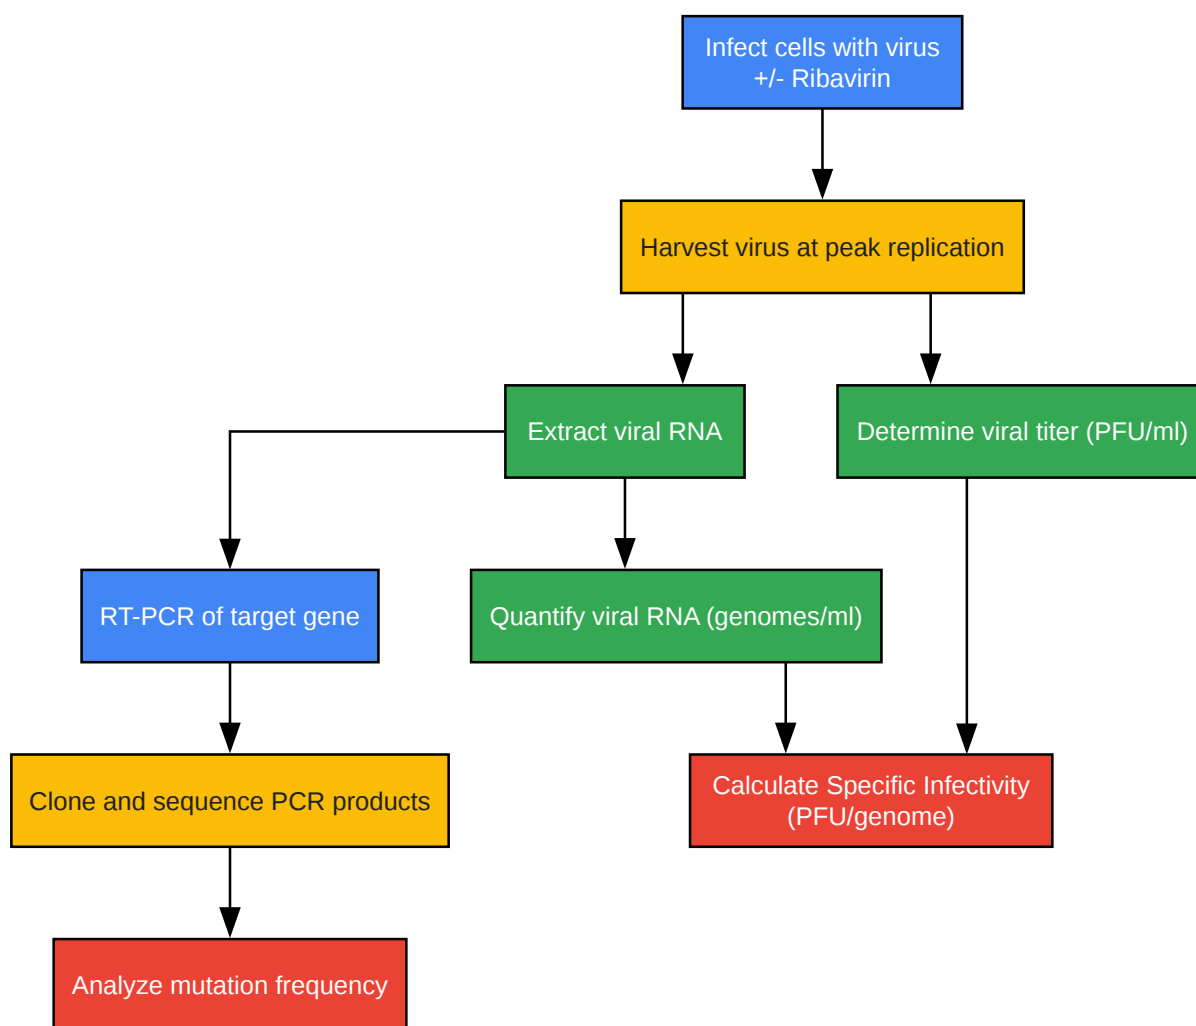 Infect cells with virus
+/- Ribavirin
Harvest virus at peak replication
Extract viral RNA
Determine viral titer (PFU/ml)
RT-PCR of target gene
Quantify viral RNA (genomes/ml)
Clone and sequence PCR products
Calculate Specific Infectivity
(PFU/genome)
Analyze mutation frequency